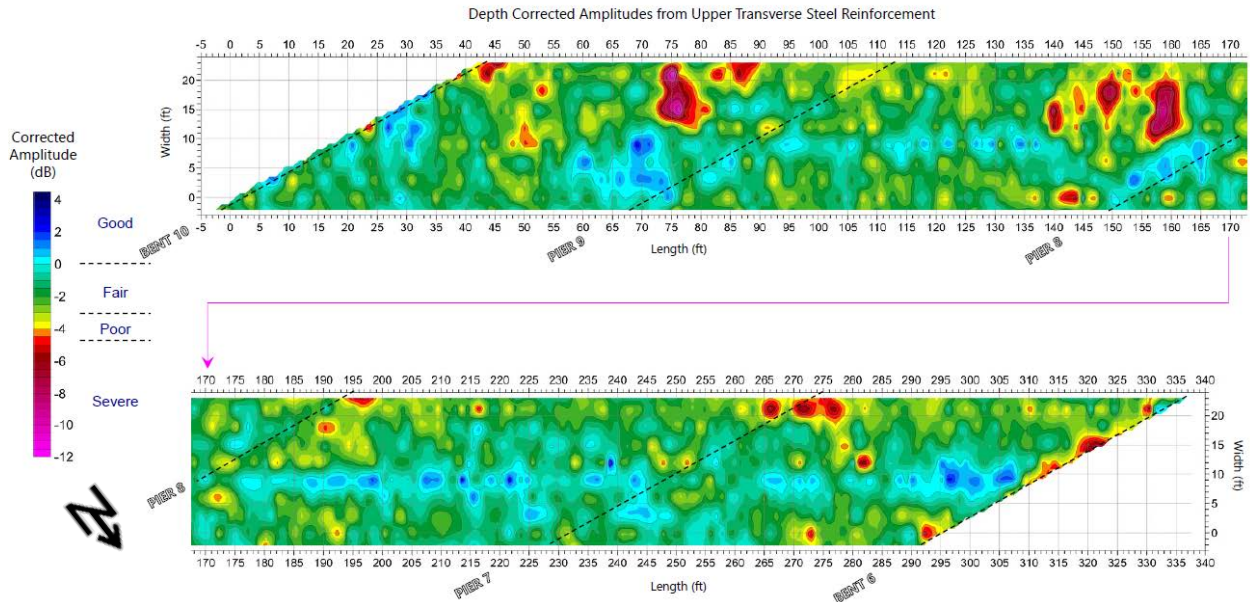 Depth Corrected Amplitudes from Upper Transverse Steel Reinforcement
-5 0 5 10 15 20 25 30 35 40 45 50 55 60 65 70 75 80 85 90 95 100 105 110 115 120 125 130 135 140 145 150 155 160 165 170
20
15
10
5
0
Width (ft)
-5 0 5 10 15 20 25 30 35 40 45 50 55 60 65 70 75 80 85 90 95 100 105 110 115 120 125 130 135 140 145 150 155 160 165 170
BENT 10
PIER 9
Length (ft)
PIER 8
Corrected
Amplitude
(dB)
4
2
0
-2
-4
-6
-8
-10
-12
Good
Fair
Poor
Severe
170 175 180 185 190 195 200 205 210 215 220 225 230 235 240 245 250 255 260 265 270 275 280 285 290 295 300 305 310 315 320 325 330 335 340
20
15
10
5
0
Width (ft)
PIER 8
170 175 180 185 190 195 200 205 210 215 220 225 230 235 240 245 250 255 260 265 270 275 280 285 290 295 300 305 310 315 320 325 330 335 340
PIER 7
Length (ft)
BENT 6
N